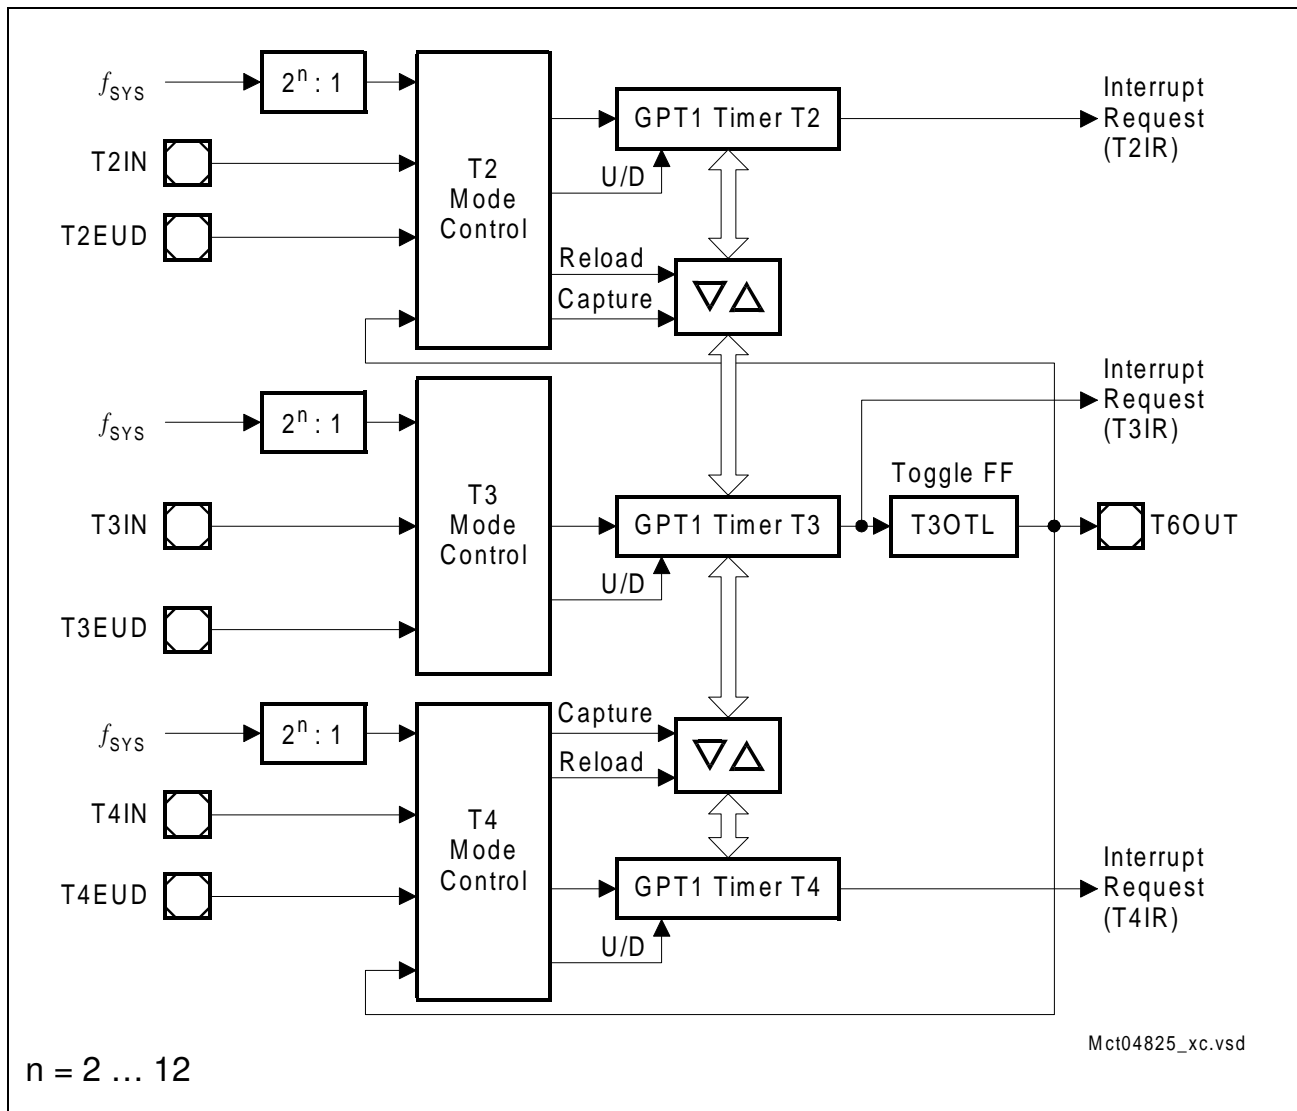 fSYS
2n : 1
T2IN
T2EUD
T2
Mode
Control
GPT1 Timer T2
U/D
Reload
Capture
Interrupt
Request
(T2IR)
fSYS
2n : 1
T3IN
T3EUD
T3
Mode
Control
GPT1 Timer T3
U/D
Toggle FF
T3OTL
Interrupt
Request
(T3IR)
T6OUT
fSYS
2n : 1
T4IN
T4EUD
T4
Mode
Control
Capture
Reload
GPT1 Timer T4
U/D
Interrupt
Request
(T4IR)
Mct04825_xc.vsd
n = 2 … 12